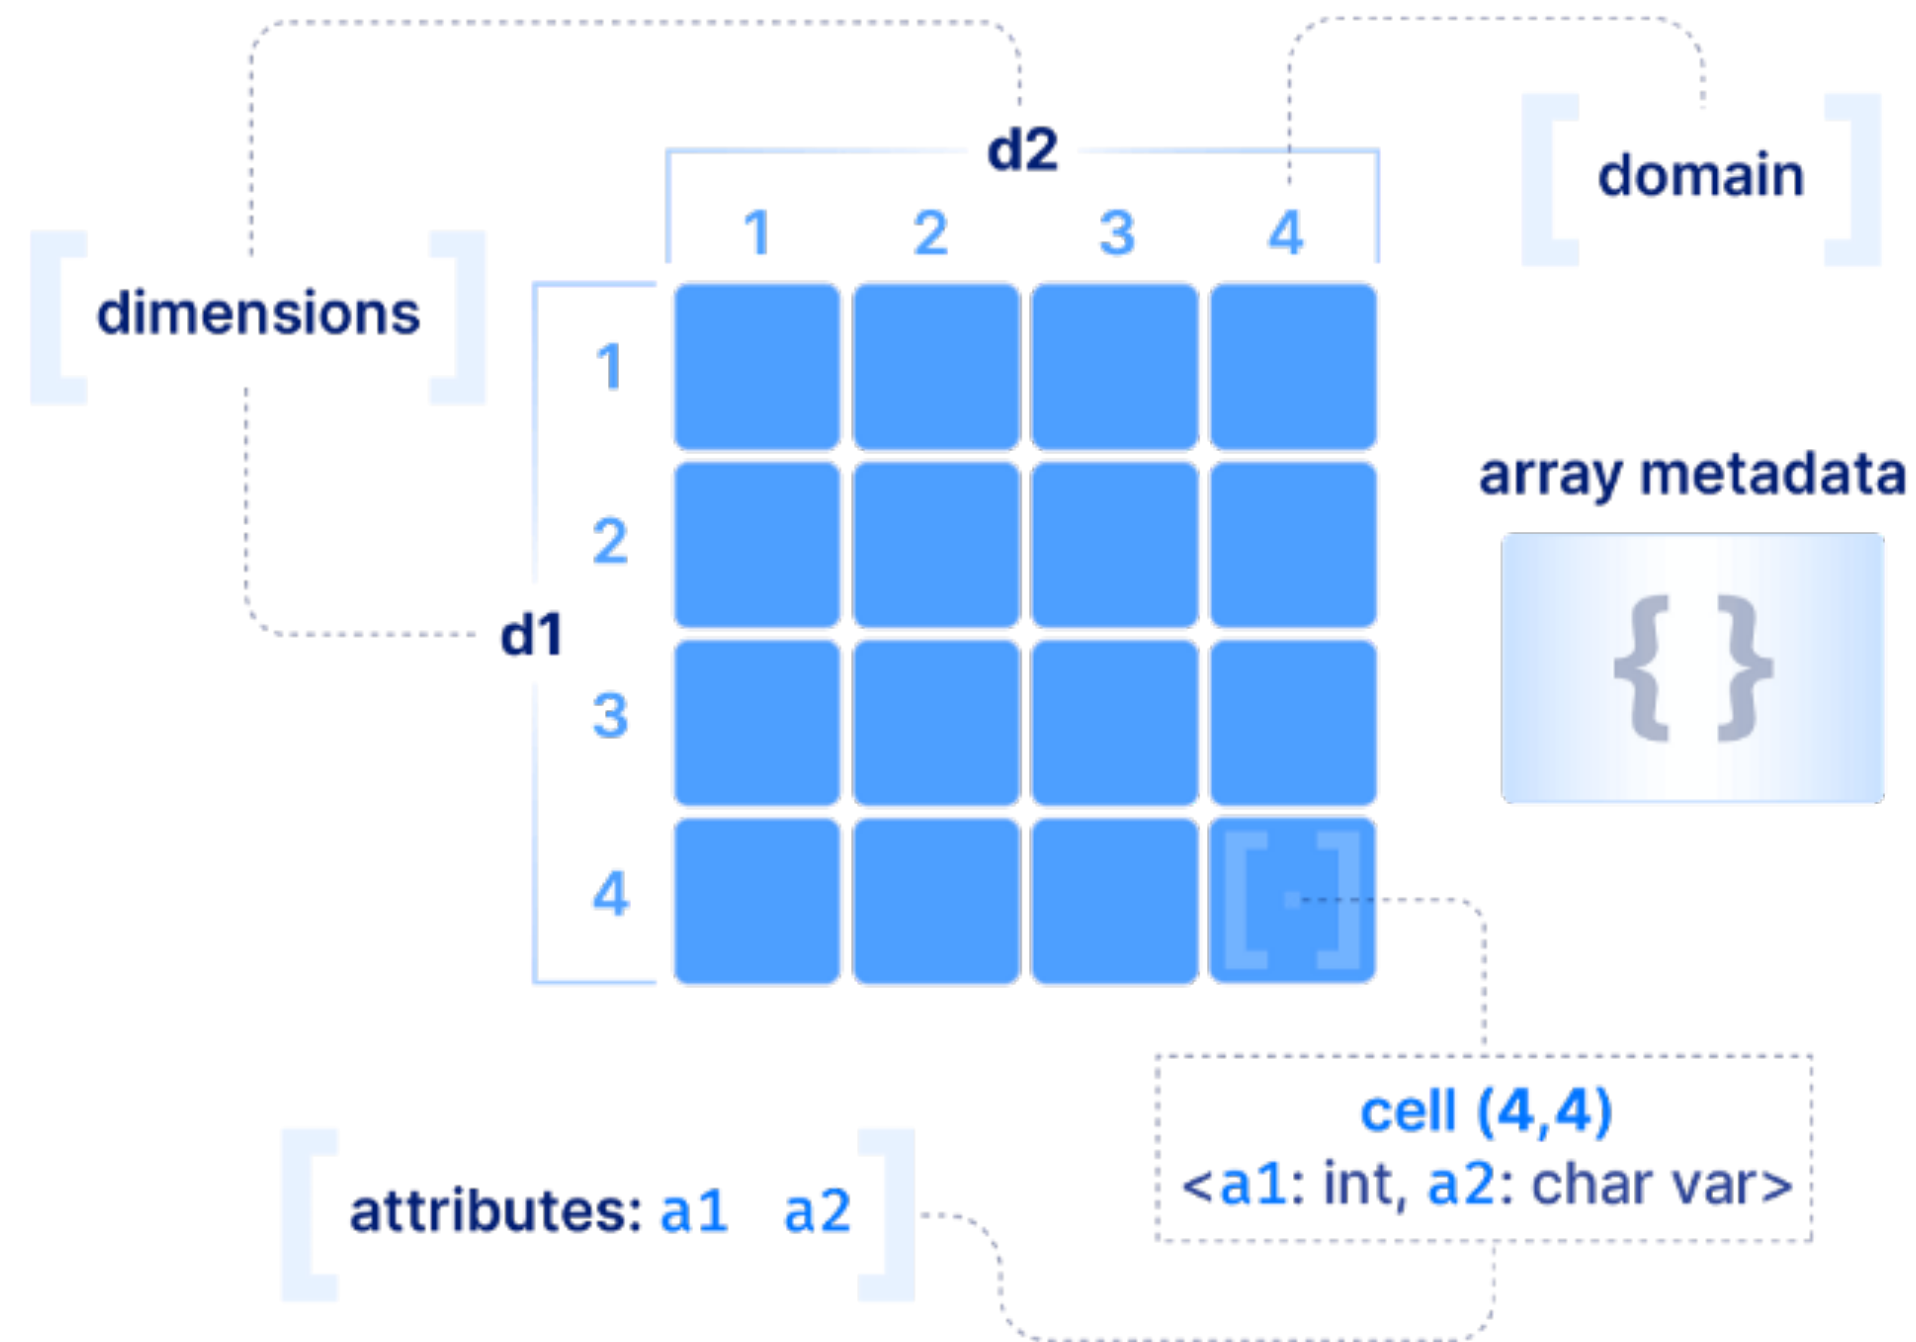 d2
domain
1 2 3 4
dimensions
1
array metadata
2
{ }
d1
3
4
cell (4,4)
<a1: int, a2: char var>
attributes: a1 a2